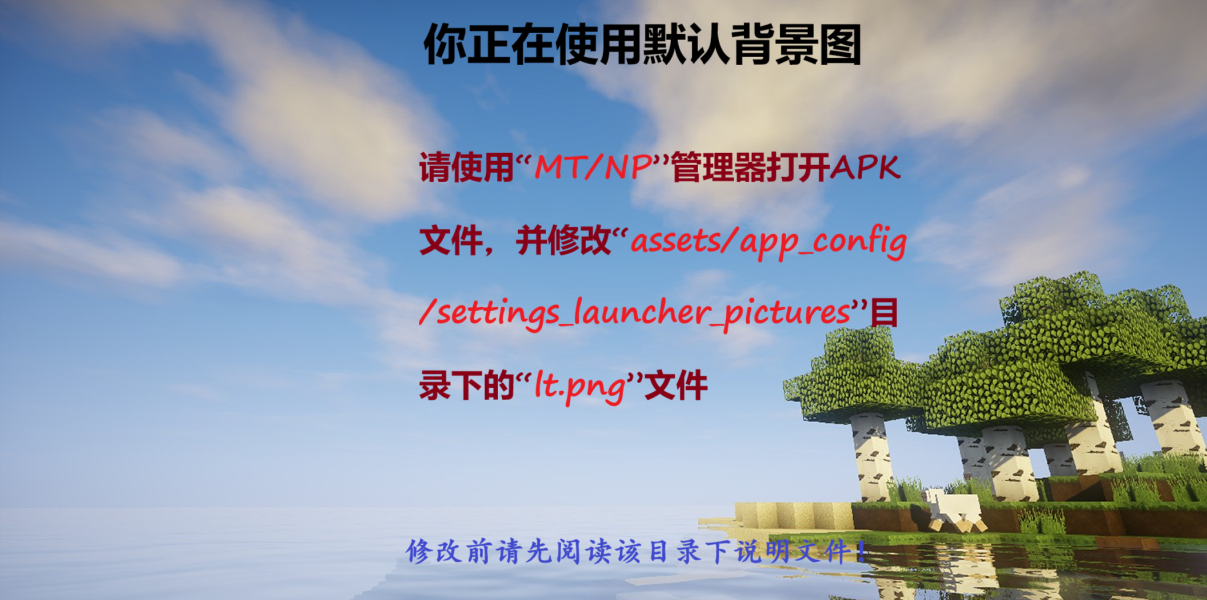 你正在使用默认背景图
请使用“MT/NP”管理器打开APK
文件，并修改“assets/app_config
/settings_launcher_pictures”目
录下的“lt.png”文件
修改前请先阅读该目录下说明文件!